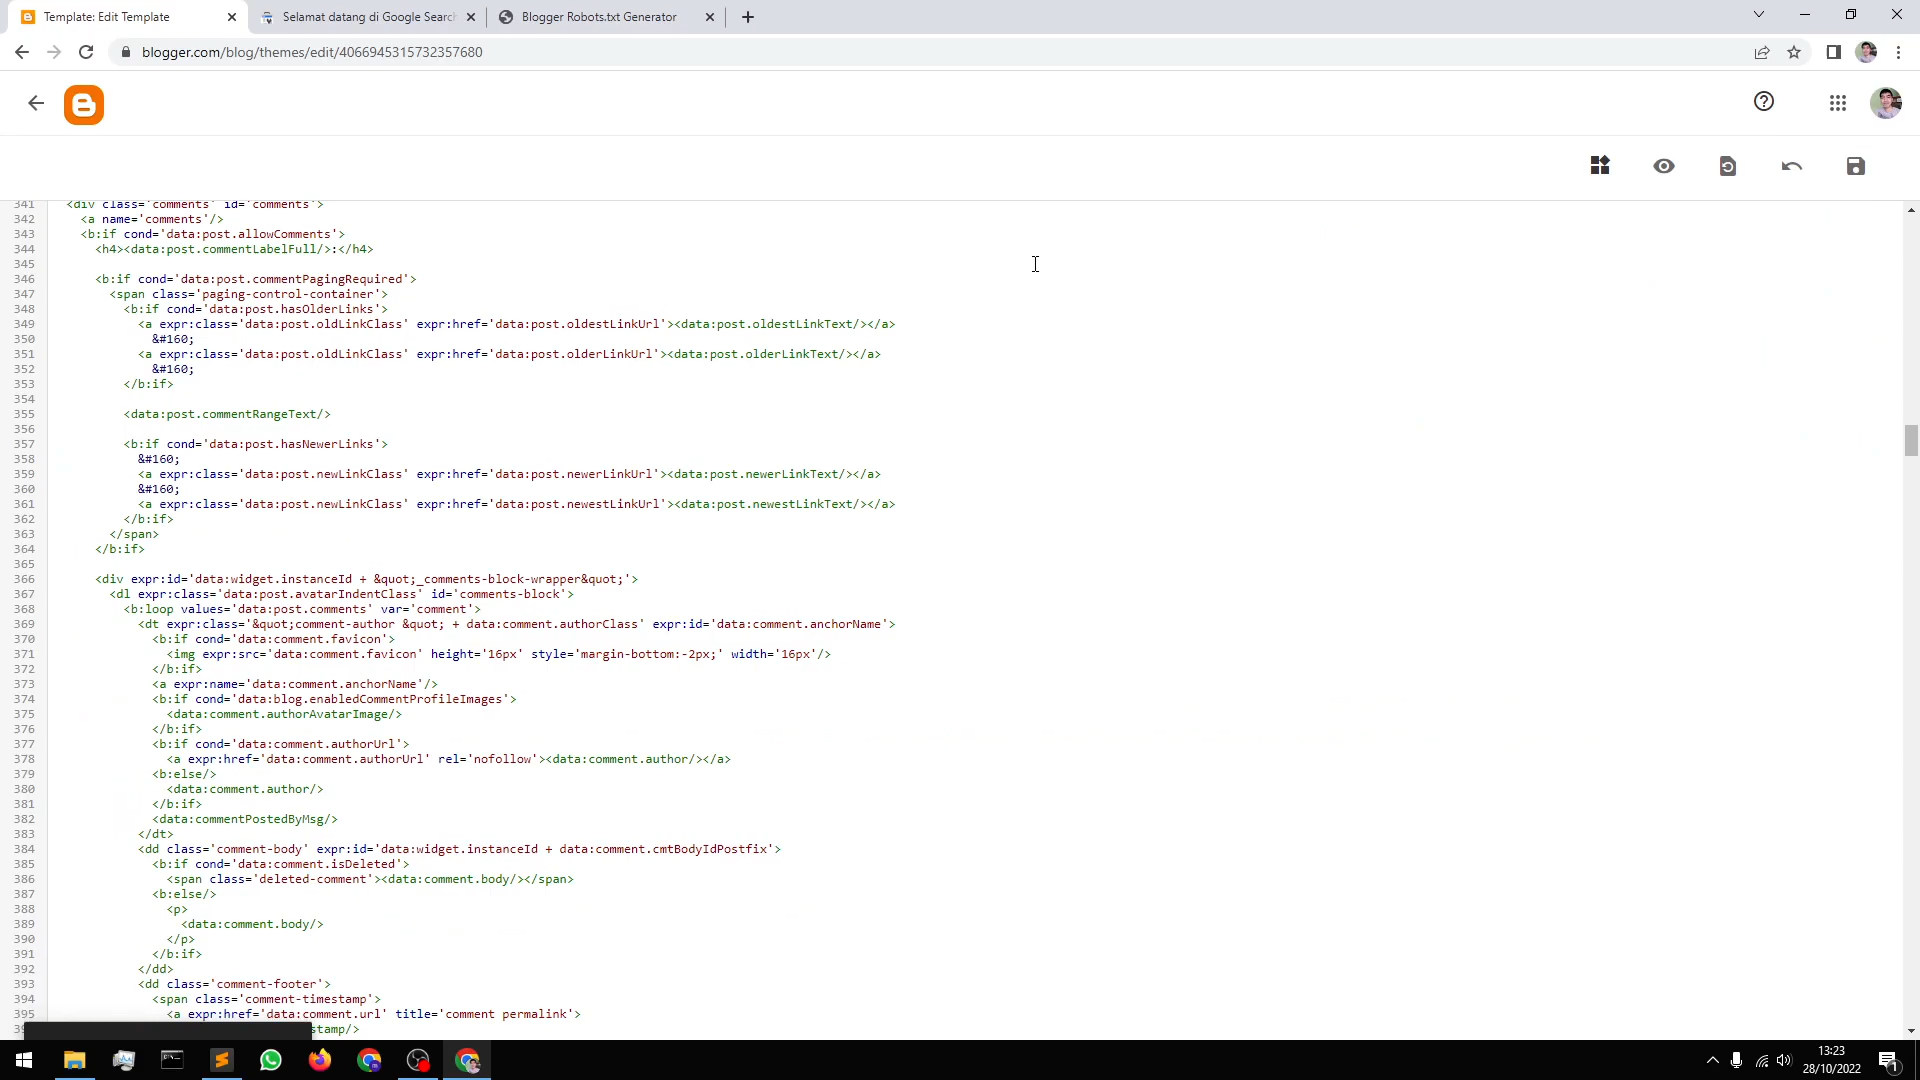 Template: Edit Template
Selamat datang di Google Search
Blogger Robots.txt Generator
blogger.com/blog/themes/edit/4066945315732357680
341 <div class='comments' id='comments'>
342 <a name='comments'/>
343 <b:if cond='data:post.allowComments'>
344 <h4><data:post.commentLabelFull/>:</h4>
345
346 <b:if cond='data:post.commentPagingRequired'>
347 <span class='paging-control-container'>
348 <b:if cond='data:post.hasOlderLinks'>
349 <a expr:class='data:post.oldLinkClass' expr:href='data:post.oldestLinkUrl'><data:post.oldestLinkText/></a>
350 &#160;
351 <a expr:class='data:post.oldLinkClass' expr:href='data:post.olderLinkUrl'><data:post.olderLinkText/></a>
352 &#160;
353 </b:if>
354
355 <data:post.commentRangeText/>
356
357 <b:if cond='data:post.hasNewerLinks'>
358 &#160;
359 <a expr:class='data:post.newLinkClass' expr:href='data:post.newerLinkUrl'><data:post.newerLinkText/></a>
360 &#160;
361 <a expr:class='data:post.newLinkClass' expr:href='data:post.newestLinkUrl'><data:post.newestLinkText/></a>
362 </b:if>
363 </span>
364 </b:if>
365
366 <div expr:id='data:widget.instanceId + &quot;_comments-block-wrapper&quot;'>
367 <dl expr:class='data:post.avatarIndentClass' id='comments-block'>
368 <b:loop values='data:post.comments' var='comment'>
369 <dt expr:class='&quot;comment-author &quot; + data:comment.authorClass' expr:id='data:comment.anchorName'>
370 <b:if cond='data:comment.favicon'>
371 <img expr:src='data:comment.favicon' height='16px' style='margin-bottom:-2px;' width='16px'/>
372 </b:if>
373 <a expr:name='data:comment.anchorName'/>
374 <b:if cond='data:blog.enabledCommentProfileImages'>
375 <data:comment.authorAvatarImage/>
376 </b:if>
377 <b:if cond='data:comment.authorUrl'>
378 <a expr:href='data:comment.authorUrl' rel='nofollow'><data:comment.author/></a>
379 <b:else/>
380 <data:comment.author/>
381 </b:if>
382 <data:commentPostedByMsg/>
383 </dt>
384 <dd class='comment-body' expr:id='data:widget.instanceId + data:comment.cmtBodyIdPostfix'>
385 <b:if cond='data:comment.isDeleted'>
386 <span class='deleted-comment'><data:comment.body/></span>
387 <b:else/>
388 <p>
389 <data:comment.body/>
390 </p>
391 </b:if>
392 </dd>
393 <dd class='comment-footer'>
394 <span class='comment-timestamp'>
395 <a expr:href='data:comment.url' title='comment permalink'>
stamp/>
13:23
28/10/2022
1